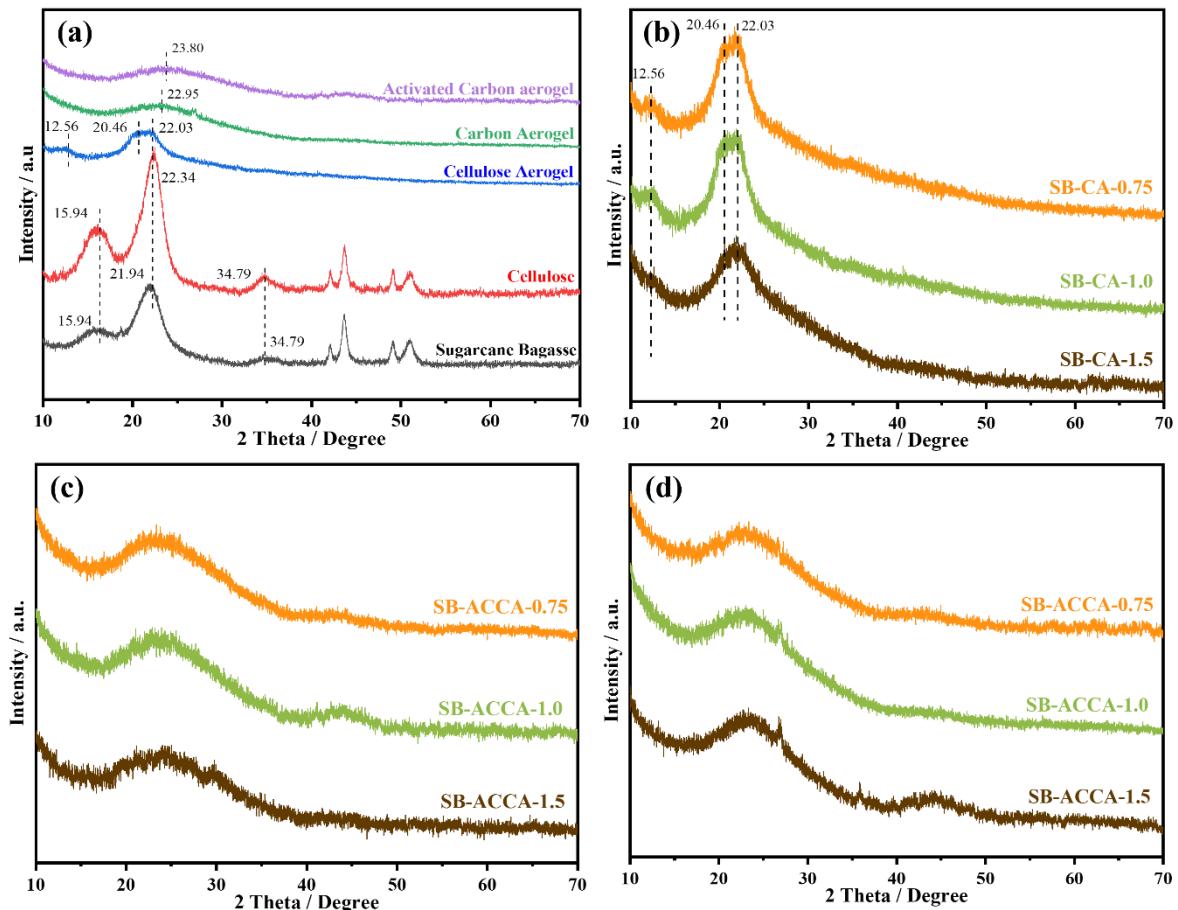 (a)
23.80
Activated Carbon aerogel
22.95
Carbon Aerogel
12.56
20.46
22.03
Cellulose Aerogel
22.34
15.94
21.94
34.79
Cellulose
15.94
34.79
Sugarcane Bagasse
Intensity / a.u
10 20 30 40 50 60 70
2 Theta / Degree
(b)
20.46
22.03
12.56
SB-CA-0.75
SB-CA-1.0
SB-CA-1.5
Intensity / a.u.
10 20 30 40 50 60 70
2 Theta / Degree
(c)
SB-ACCA-0.75
SB-ACCA-1.0
SB-ACCA-1.5
Intensity / a.u.
10 20 30 40 50 60 70
2 Theta / Degree
(d)
SB-ACCA-0.75
SB-ACCA-1.0
SB-ACCA-1.5
Intensity / a.u.
10 20 30 40 50 60 70
2 Theta / Degree